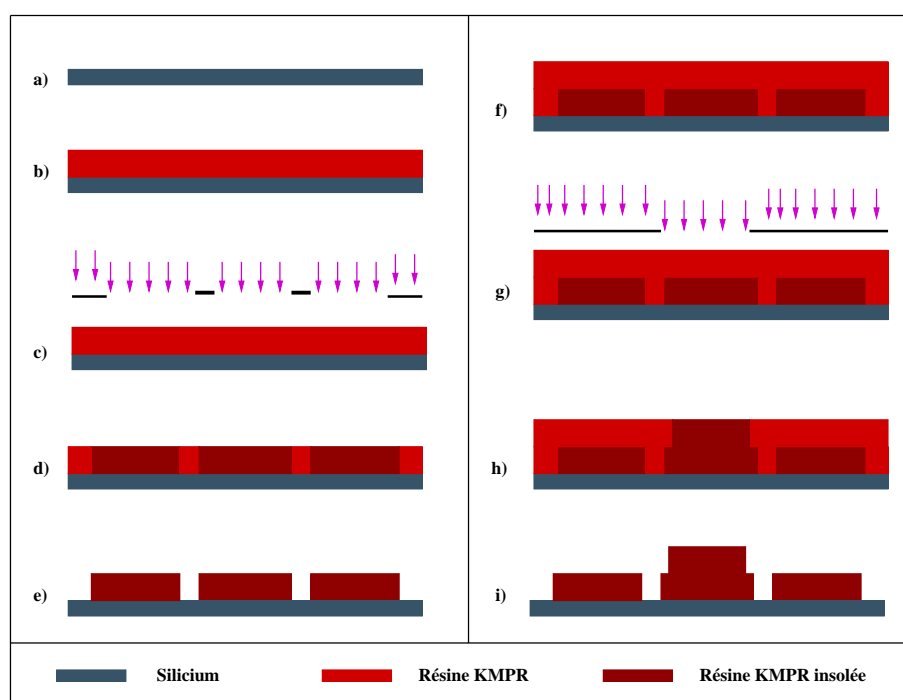 a)
b)
c)
d)
e)
f)
g)
h)
i)
Silicium
Résine KMPR
Résine KMPR insolée